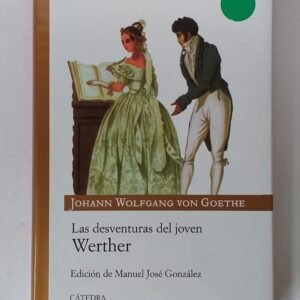 JOHANN WOLFGANG VON GOETHE
Las desventuras del joven
Werther
Edición de Manuel José González
CÁTEDRA